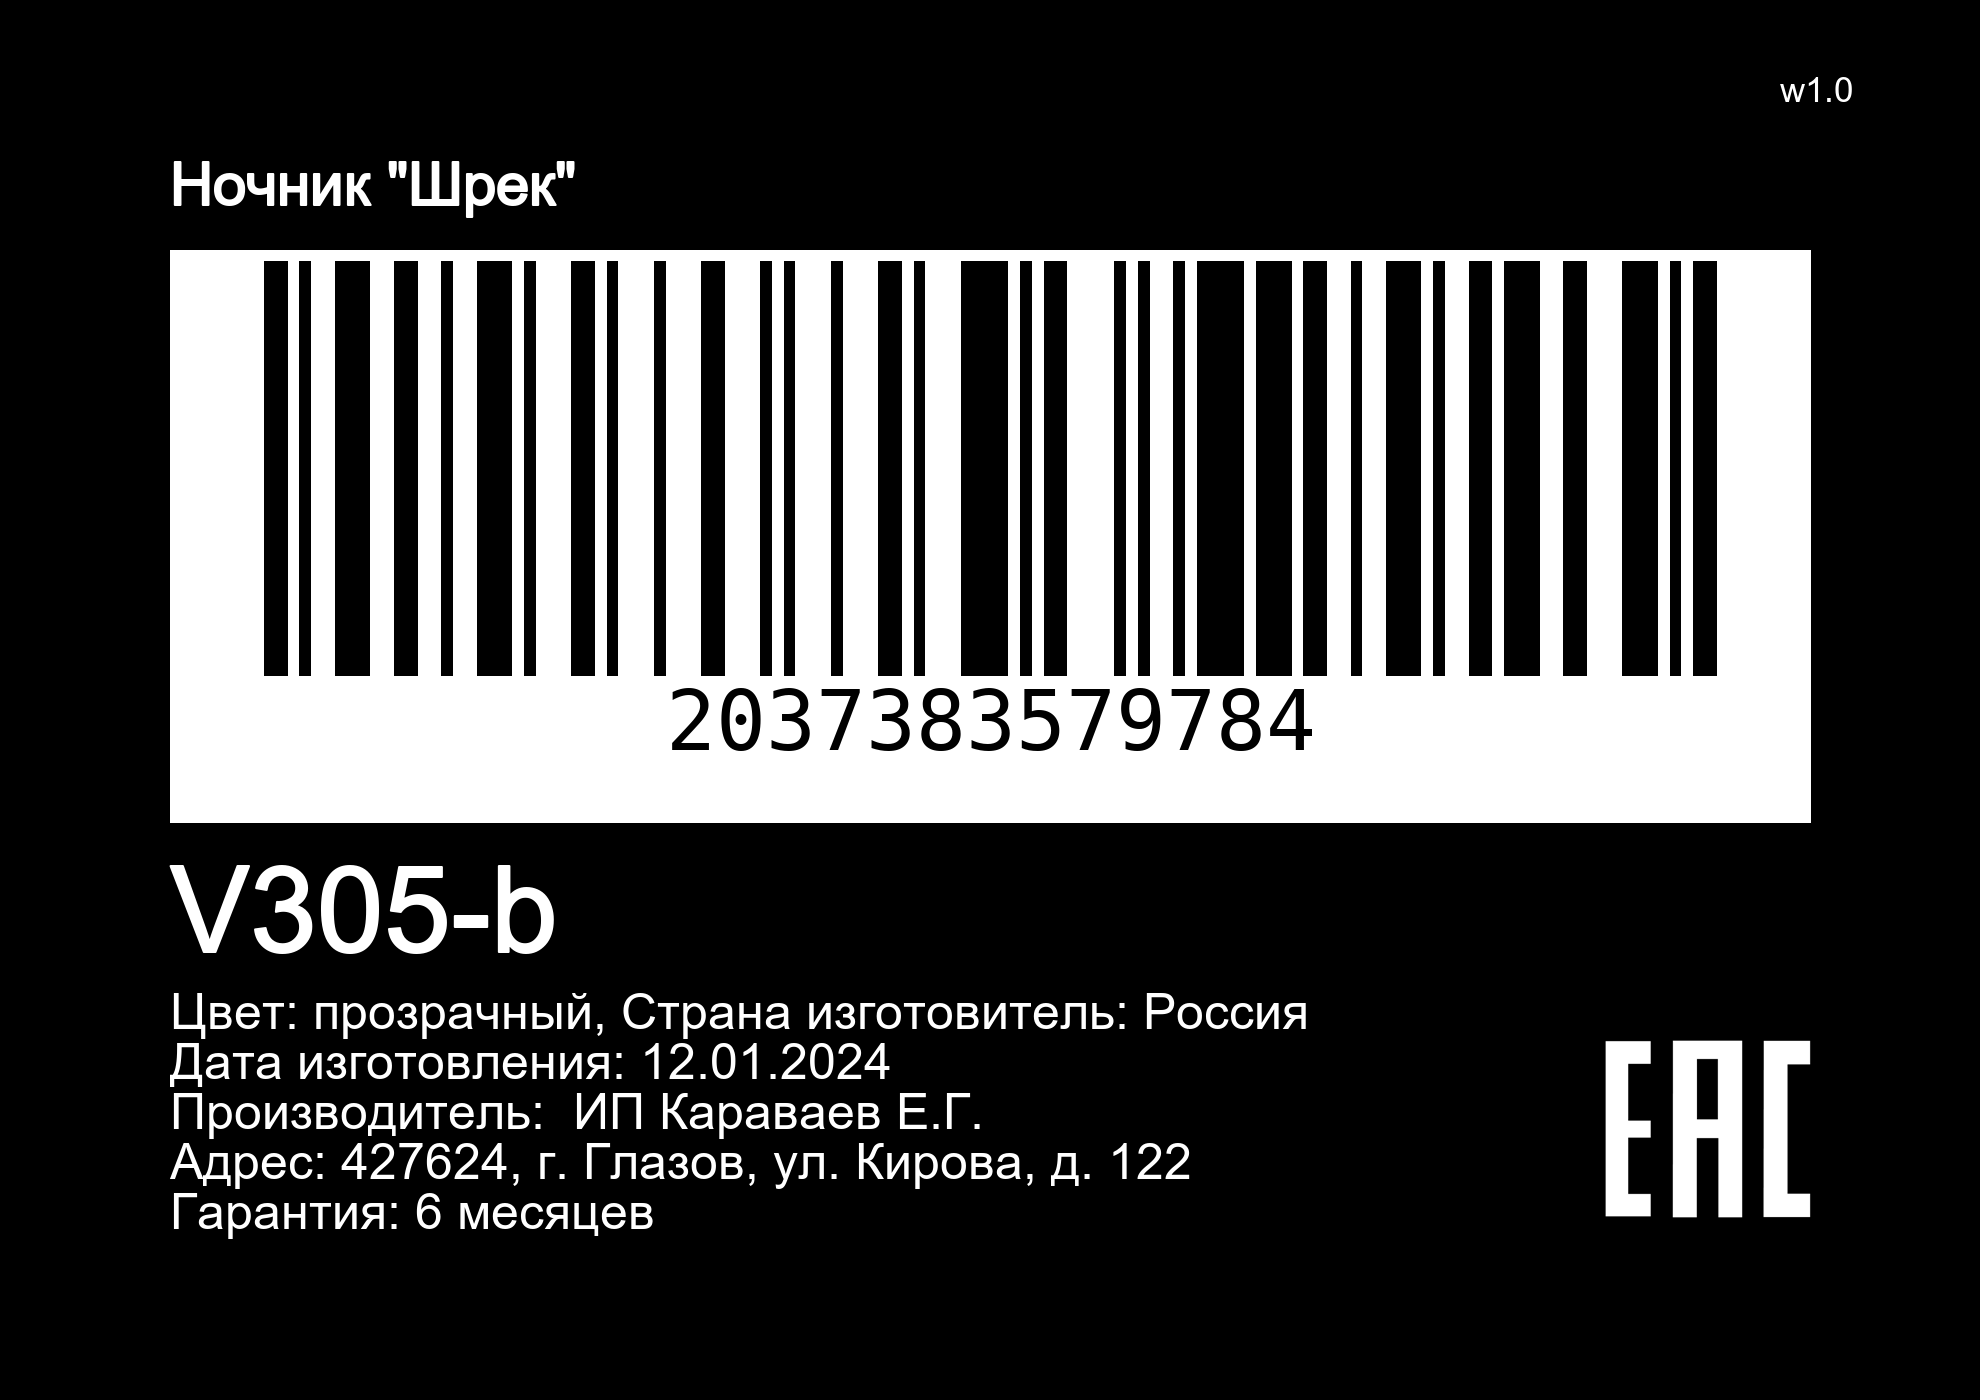 w1.0
Ночник "Шрек"
2037383579784
V305-b
Цвет: прозрачный, Страна изготовитель: Россия
Дата изготовления: 12.01.2024
Производитель:  ИП Караваев Е.Г.
Адрес: 427624, г. Глазов, ул. Кирова, д. 122
Гарантия: 6 месяцев
EAC